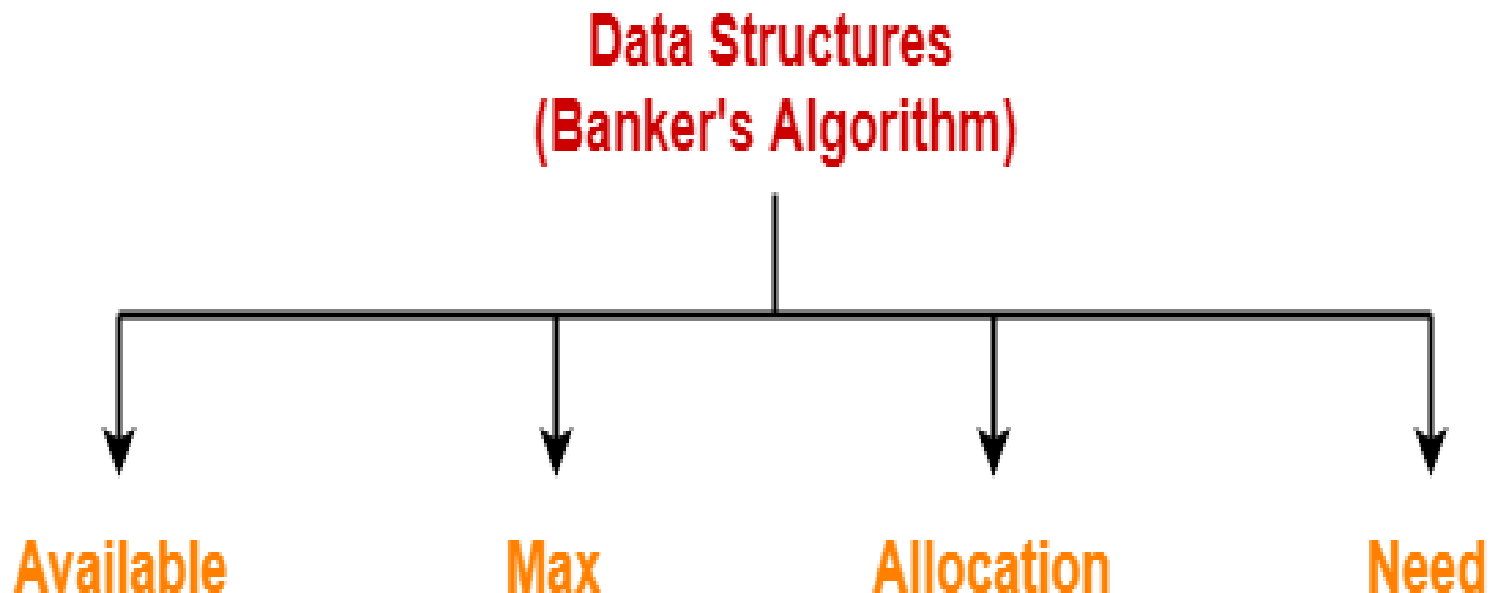 Data Structures
(Banker's Algorithm)
Available Max Allocation Need